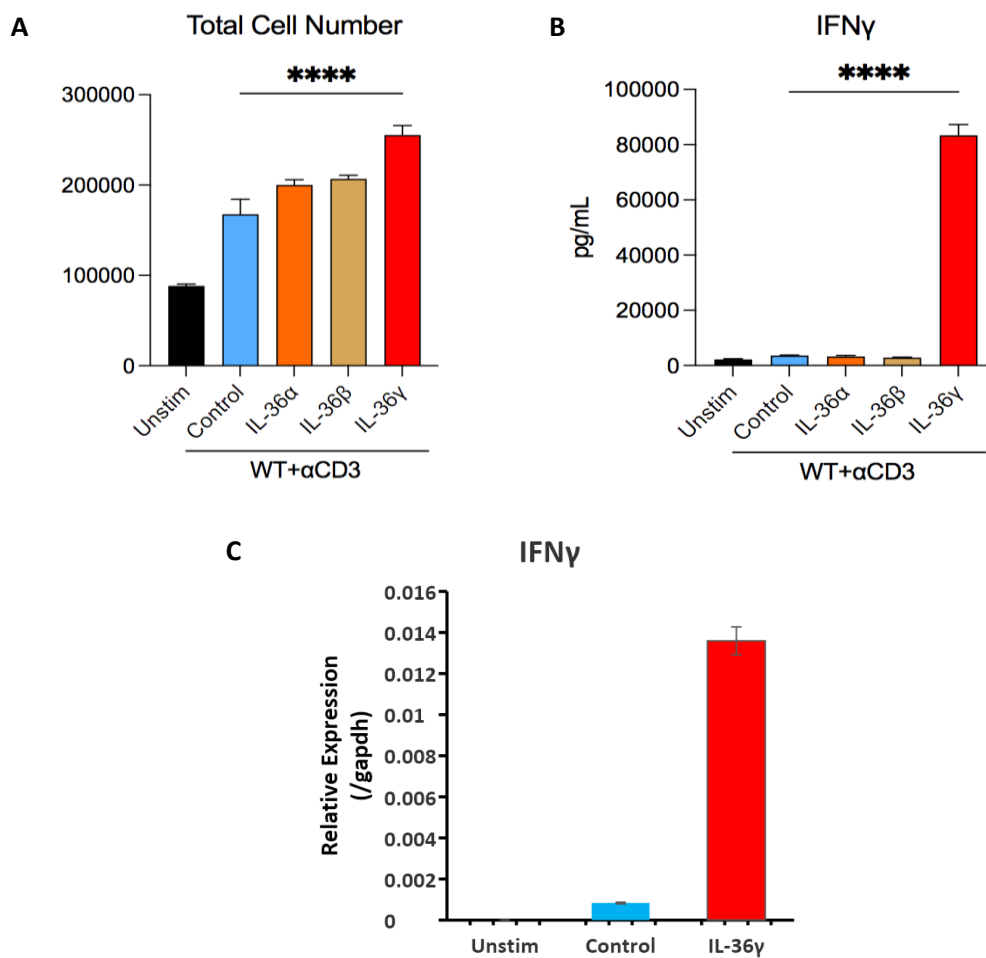 A
Total Cell Number
****
300000
200000
100000
0
Unstim
Control
IL-36α
IL-36β
IL-36γ
WT+αCD3
B
IFNγ
****
100000
80000
60000
40000
20000
0
pg/mL
Unstim
Control
IL-36α
IL-36β
IL-36γ
WT+αCD3
C
IFNγ
0.016
0.014
0.012
0.01
0.008
0.006
0.004
0.002
0
Relative Expression
(/gapdh)
Unstim
Control
IL-36γ